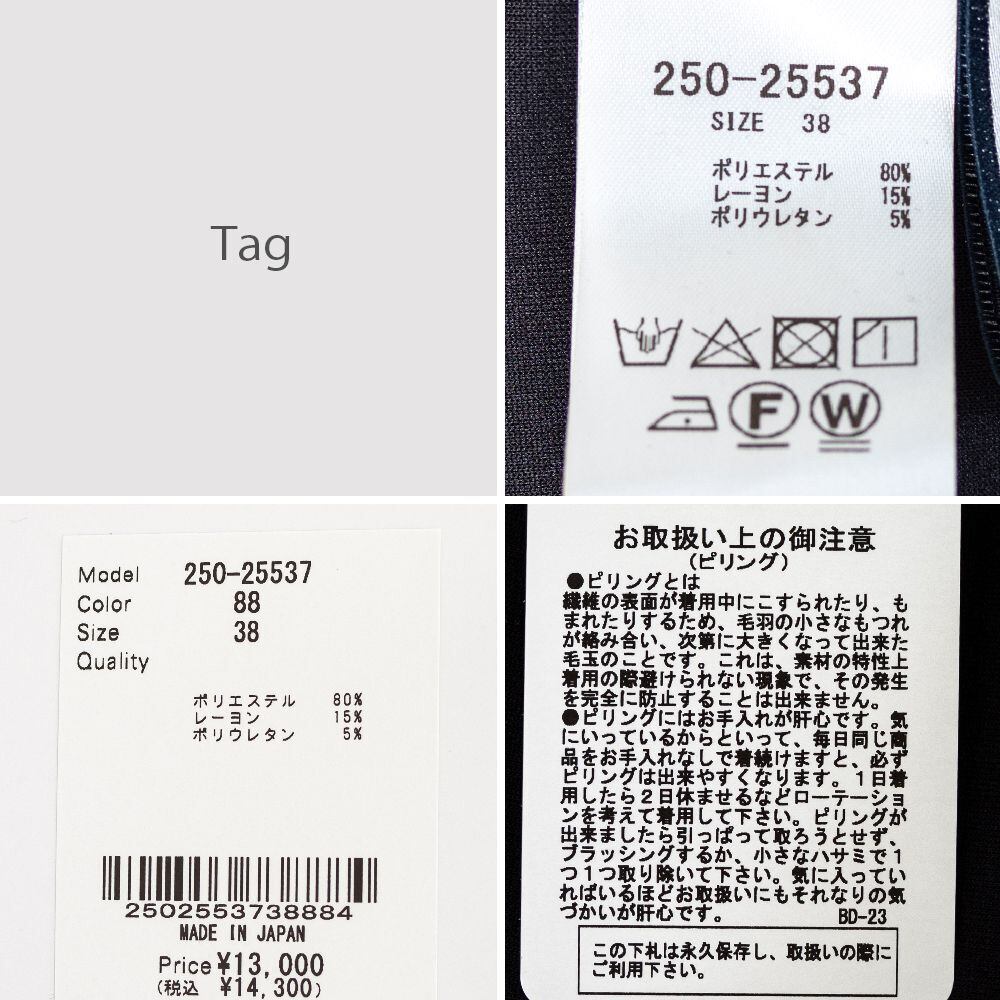 Tag
250-25537
SIZE 38
ポリエステル 80%
レーヨン 15%
ポリウレタン 5%
F W
Model 250-25537
Color 88
Size 38
Quality
ポリエステル 80%
レーヨン 15%
ポリウレタン 5%
2502553738884
MADE IN JAPAN
Price ¥13,000
(税込 ¥14,300)
お取扱い上の御注意
(ピリング)
●ピリングとは
繊維の表面が着用中にこすられたり、も
まれたりするため、毛羽の小さなもつれ
が絡み合い、次第に大きくなって出来た
毛玉のことです。これは、素材の特性上
着用の際避けられない現象で、その発生
を完全に防止することは出来ません。
●ピリングにはお手入れが肝心です。気
にいっているからといって、毎日同じ商
品をお手入れなしで着続けますと、必ず
ピリングは出来やすくなります。1日着
用したら2日休ませるなどローテーショ
ンを考えて着用して下さい。ピリングが
出来ましたら引っぱって取ろうとせず、
ブラッシングするか、小さなハサミで1
つ1つ取り除いて下さい。気に入ってい
ればいるほどお取扱いにもそれなりの気
づかいが肝心です。 BD-23
この下札は永久保存し、取扱いの際に
ご利用下さい。